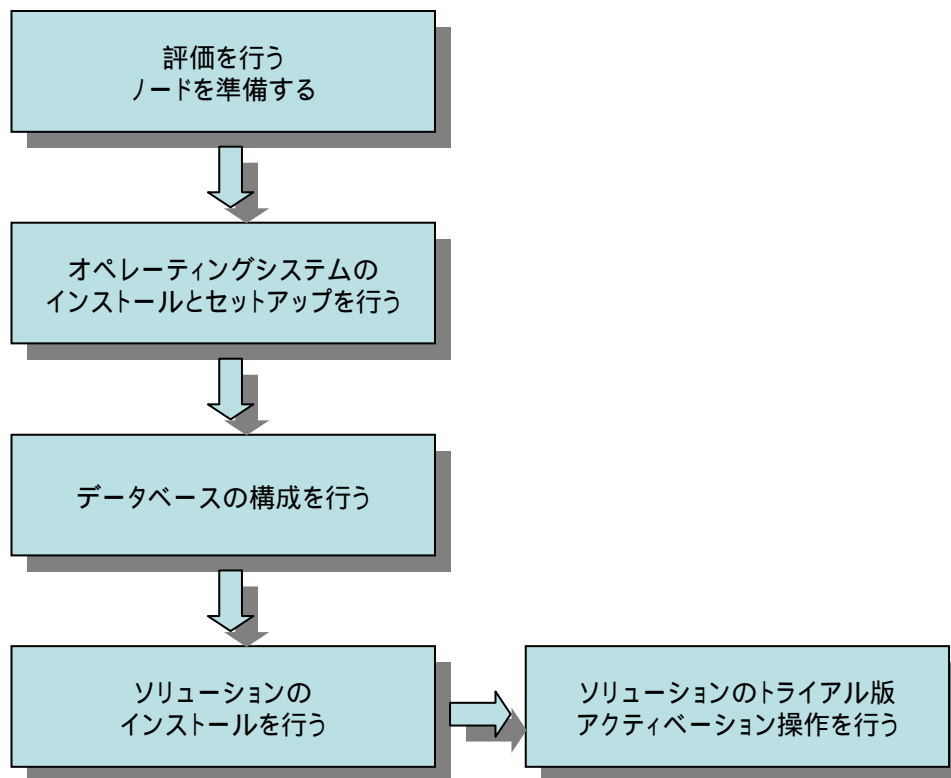 評価を行う
ノードを準備する
オペレーティングシステムの
インストールとセットアップを行う
データベースの構成を行う
ソリューションの
インストールを行う
ソリューションのトライアル版
アクティベーション操作を行う